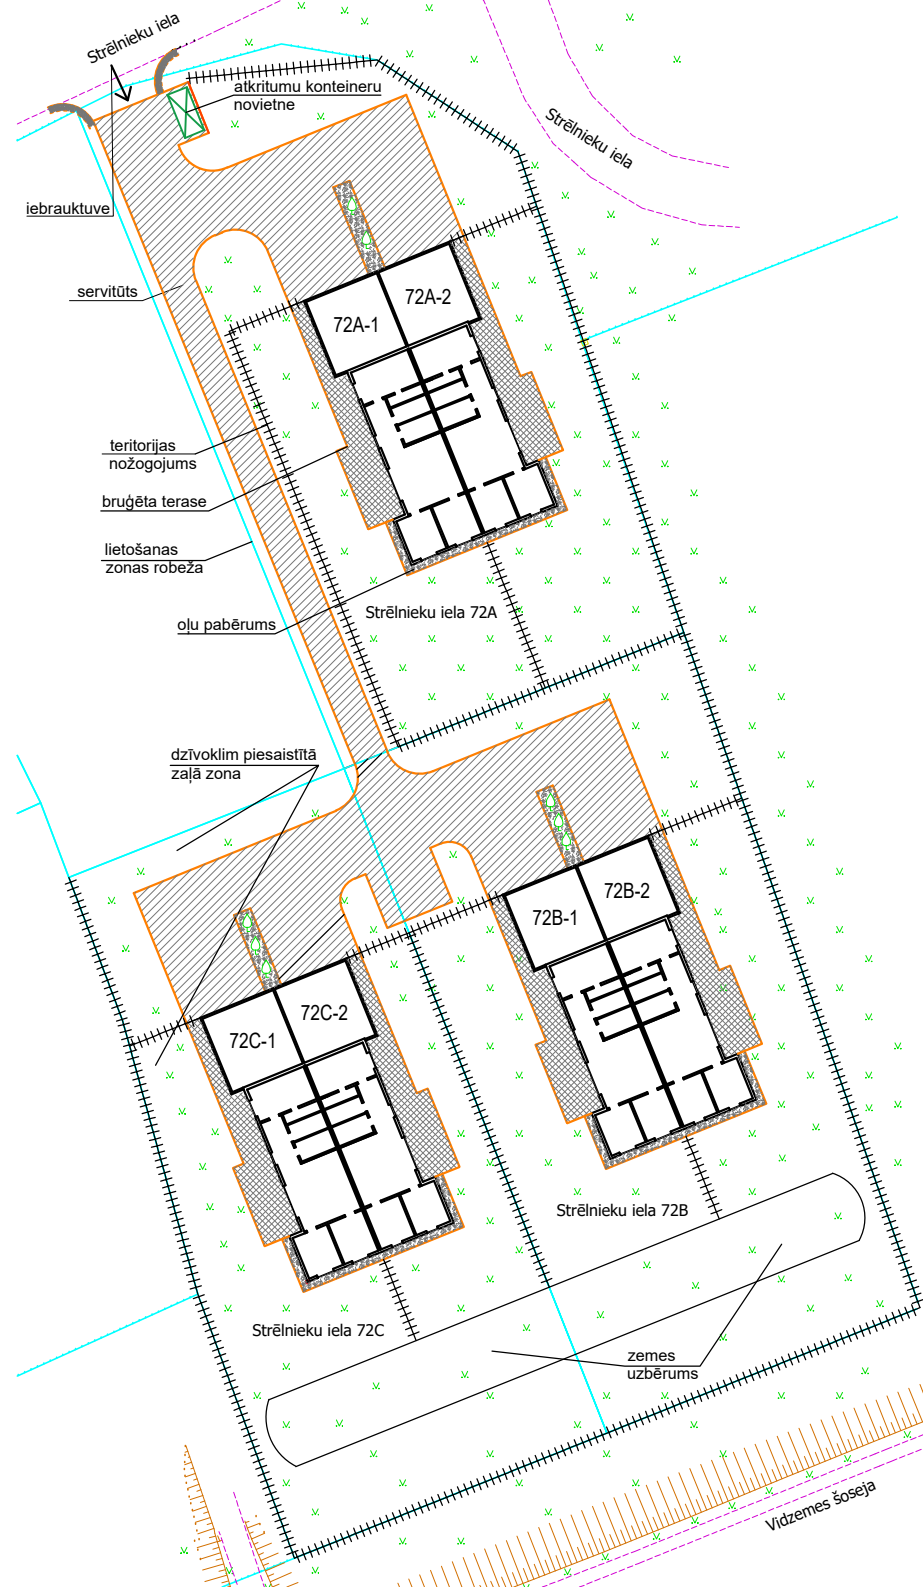 Strēlnieku iela
atkritumu konteineru
novietne
Strēlnieku iela
iebrauktuve
servitūts
72A-1
72A-2
teritorijas
nožogojums
bruģēta terase
lietošanas
zonas robeža
oļu pabērums
Strēlnieku iela 72A
dzīvoklim piesaistītā
zaļā zona
72B-1
72B-2
72C-1
72C-2
Strēlnieku iela 72B
Strēlnieku iela 72C
zemes
uzbērums
Vidzemes šoseja